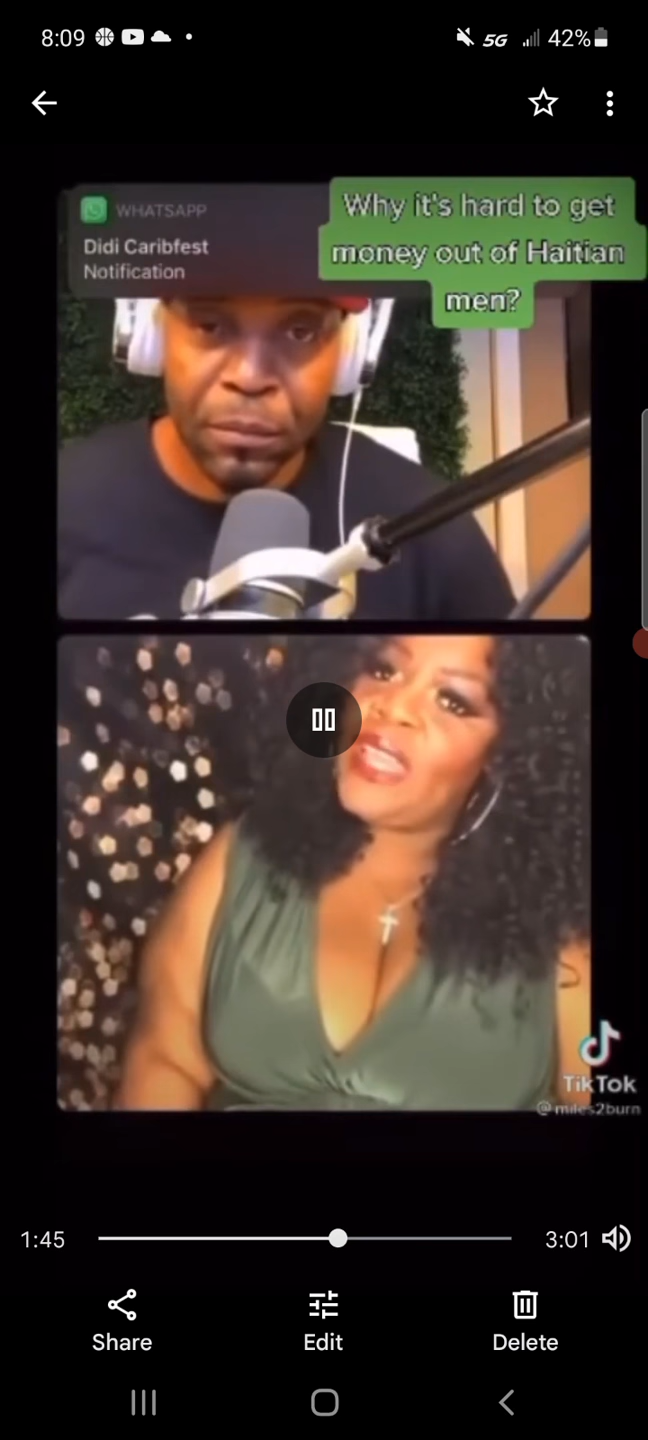 8:09
5G
42%
WHATSAPP
Didi Caribfest
Notification
Why it's hard to get
money out of Haitian
men?
TikTok
@miles2burn
1:45
3:01
Share
Edit
Delete